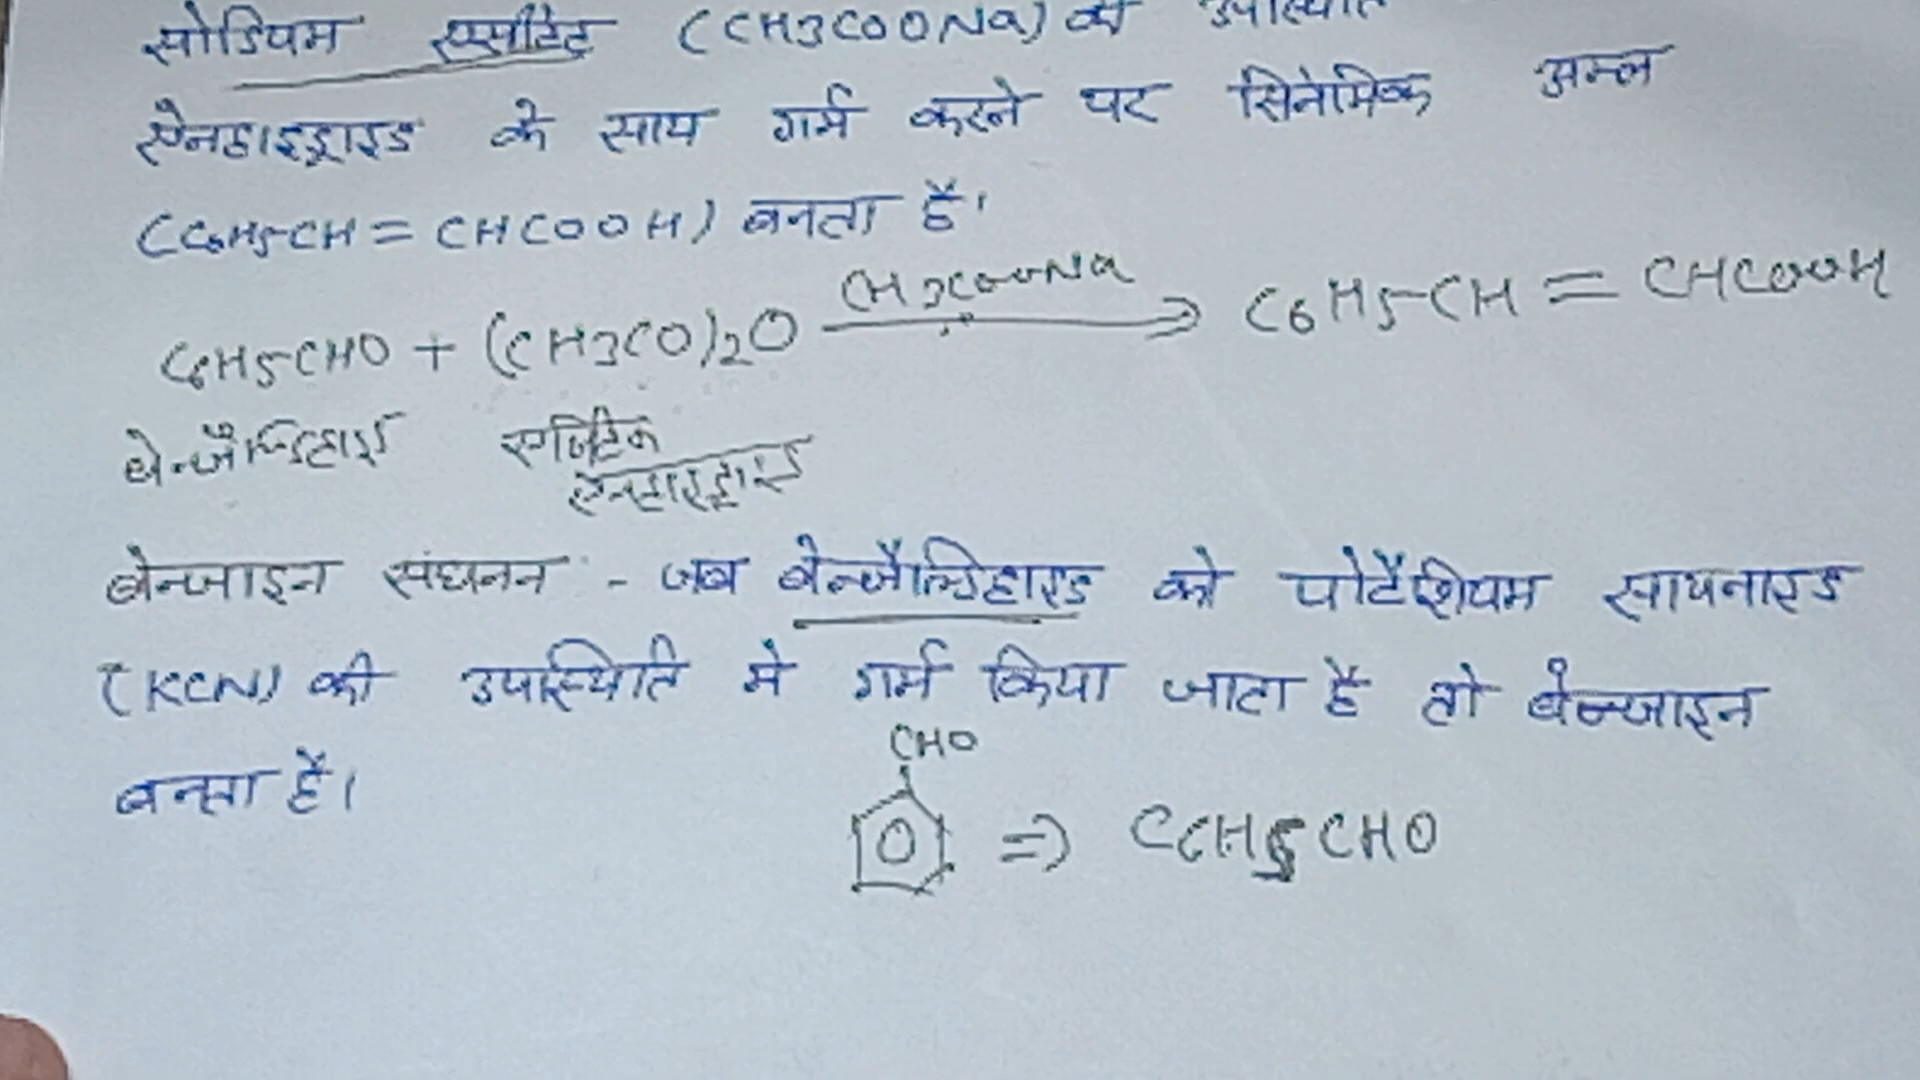 सोडियम एसीटेट (CH3COONa) की उपस्थिति
ऐनहाइड्राइड के साथ गर्म करने पर सिनेमिक अम्ल
(C6H5-CH = CHCOOH) बनता है।
C6H5-CHO + (CH3CO)2O CH3COONa → C6H5-CH = CHCOOH
बेन्जैल्डिहाइड एसिटिक
ऐनहाइड्राइड
बेन्जाइन संघनन - जब बेन्जैल्डिहाइड को पोटैशियम सायनाइड
(KCN) की उपस्थिति मे गर्म किया जाता है तो बेन्जाइन
बनता है।
CHO
⇒ C6H5CHO